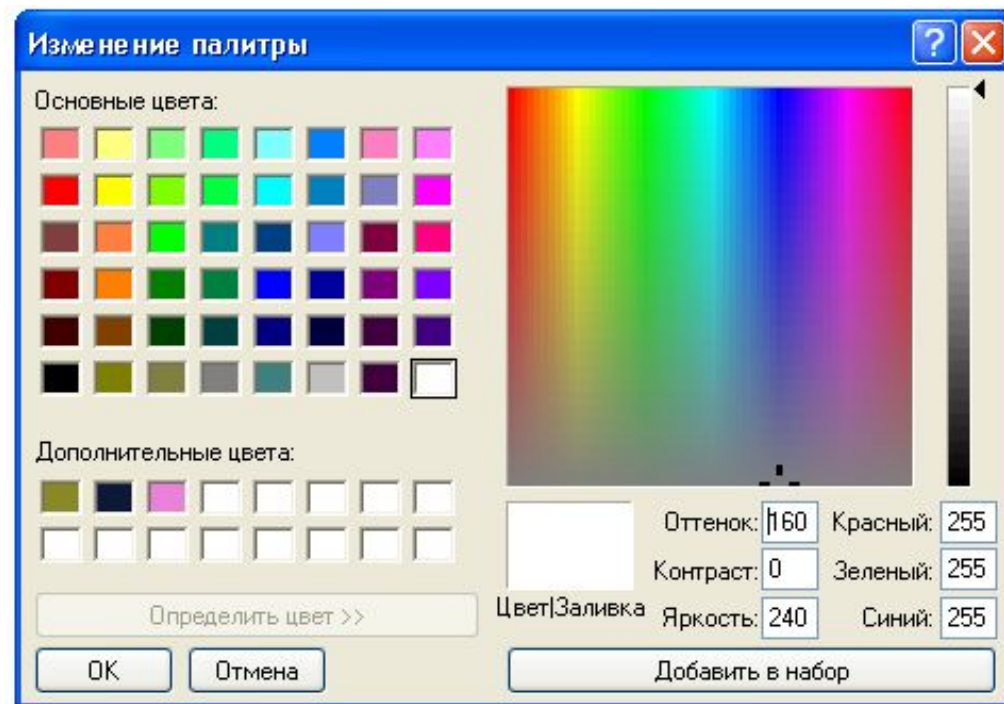 Изменение палитры
Основные цвета:
Дополнительные цвета:
Определить цвет >>
OK
Отмена
Цвет|Заливка
Оттенок: 160
Контраст: 0
Яркость: 240
Красный: 255
Зеленый: 255
Синий: 255
Добавить в набор